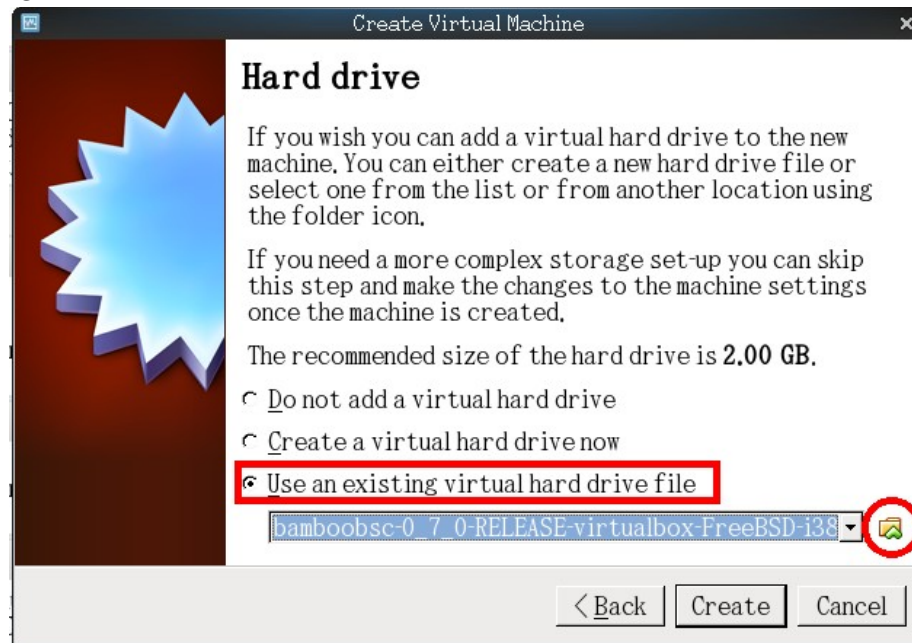 Create Virtual Machine
Hard drive
If you wish you can add a virtual hard drive to the new
machine. You can either create a new hard drive file or
select one from the list or from another location using
the folder icon.
If you need a more complex storage set-up you can skip
this step and make the changes to the machine settings
once the machine is created.
The recommended size of the hard drive is 2.00 GB.
Do not add a virtual hard drive
Create a virtual hard drive now
Use an existing virtual hard drive file
bamboobsc-0_7_0-RELEASE-virtualbox-FreeBSD-i38
< Back Create Cancel